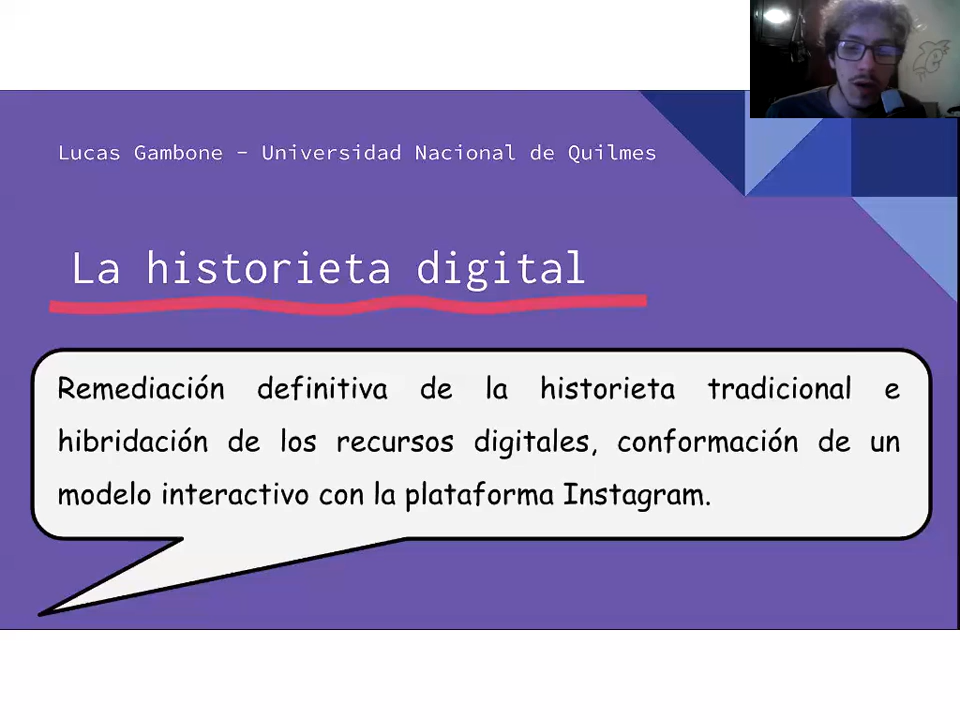 Lucas Gambone – Universidad Nacional de Quilmes
La historieta digital
Remediación definitiva de la historieta tradicional e
hibridación de los recursos digitales, conformación de un
modelo interactivo con la plataforma Instagram.